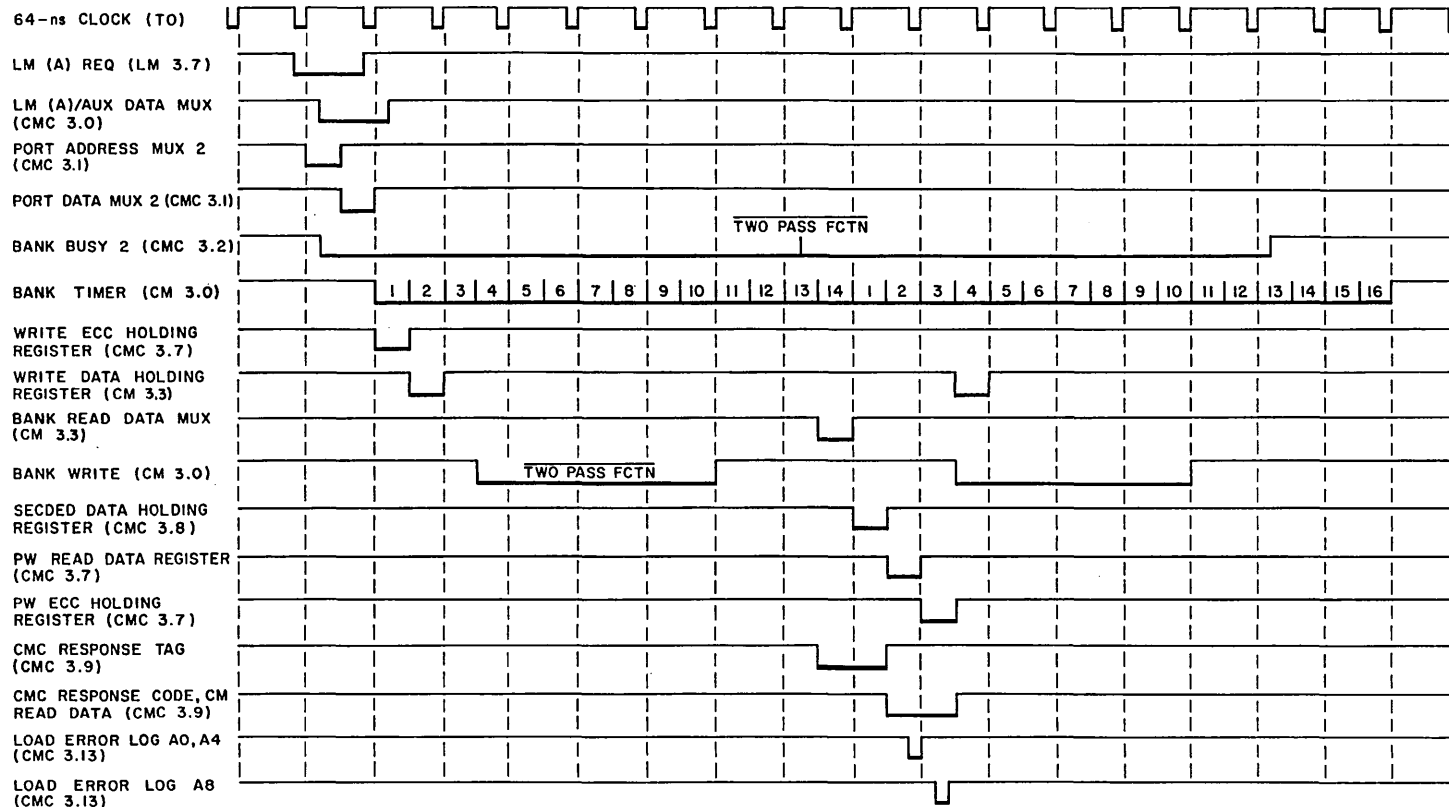 64-ns CLOCK (TO)
LM (A) REQ (LM 3.7)
LM (A)/AUX DATA MUX
(CMC 3.0)
PORT ADDRESS MUX 2
(CMC 3.1)
PORT DATA MUX 2 (CMC 3.1)
TWO PASS FCTN
BANK BUSY 2 (CMC 3.2)
BANK TIMER (CM 3.0) 1 2 3 4 5 6 7 8 9 10 11 12 13 14 1 2 3 4 5 6 7 8 9 10 11 12 13 14 15 16
WRITE ECC HOLDING
REGISTER (CMC 3.7)
WRITE DATA HOLDING
REGISTER (CM 3.3)
BANK READ DATA MUX
(CM 3.3)
BANK WRITE (CM 3.0) TWO PASS FCTN
SECDED DATA HOLDING
REGISTER (CMC 3.8)
PW READ DATA REGISTER
(CMC 3.7)
PW ECC HOLDING
REGISTER (CMC 3.7)
CMC RESPONSE TAG
(CMC 3.9)
CMC RESPONSE CODE, CM
READ DATA (CMC 3.9)
LOAD ERROR LOG A0, A4
(CMC 3.13)
LOAD ERROR LOG A8
(CMC 3.13)